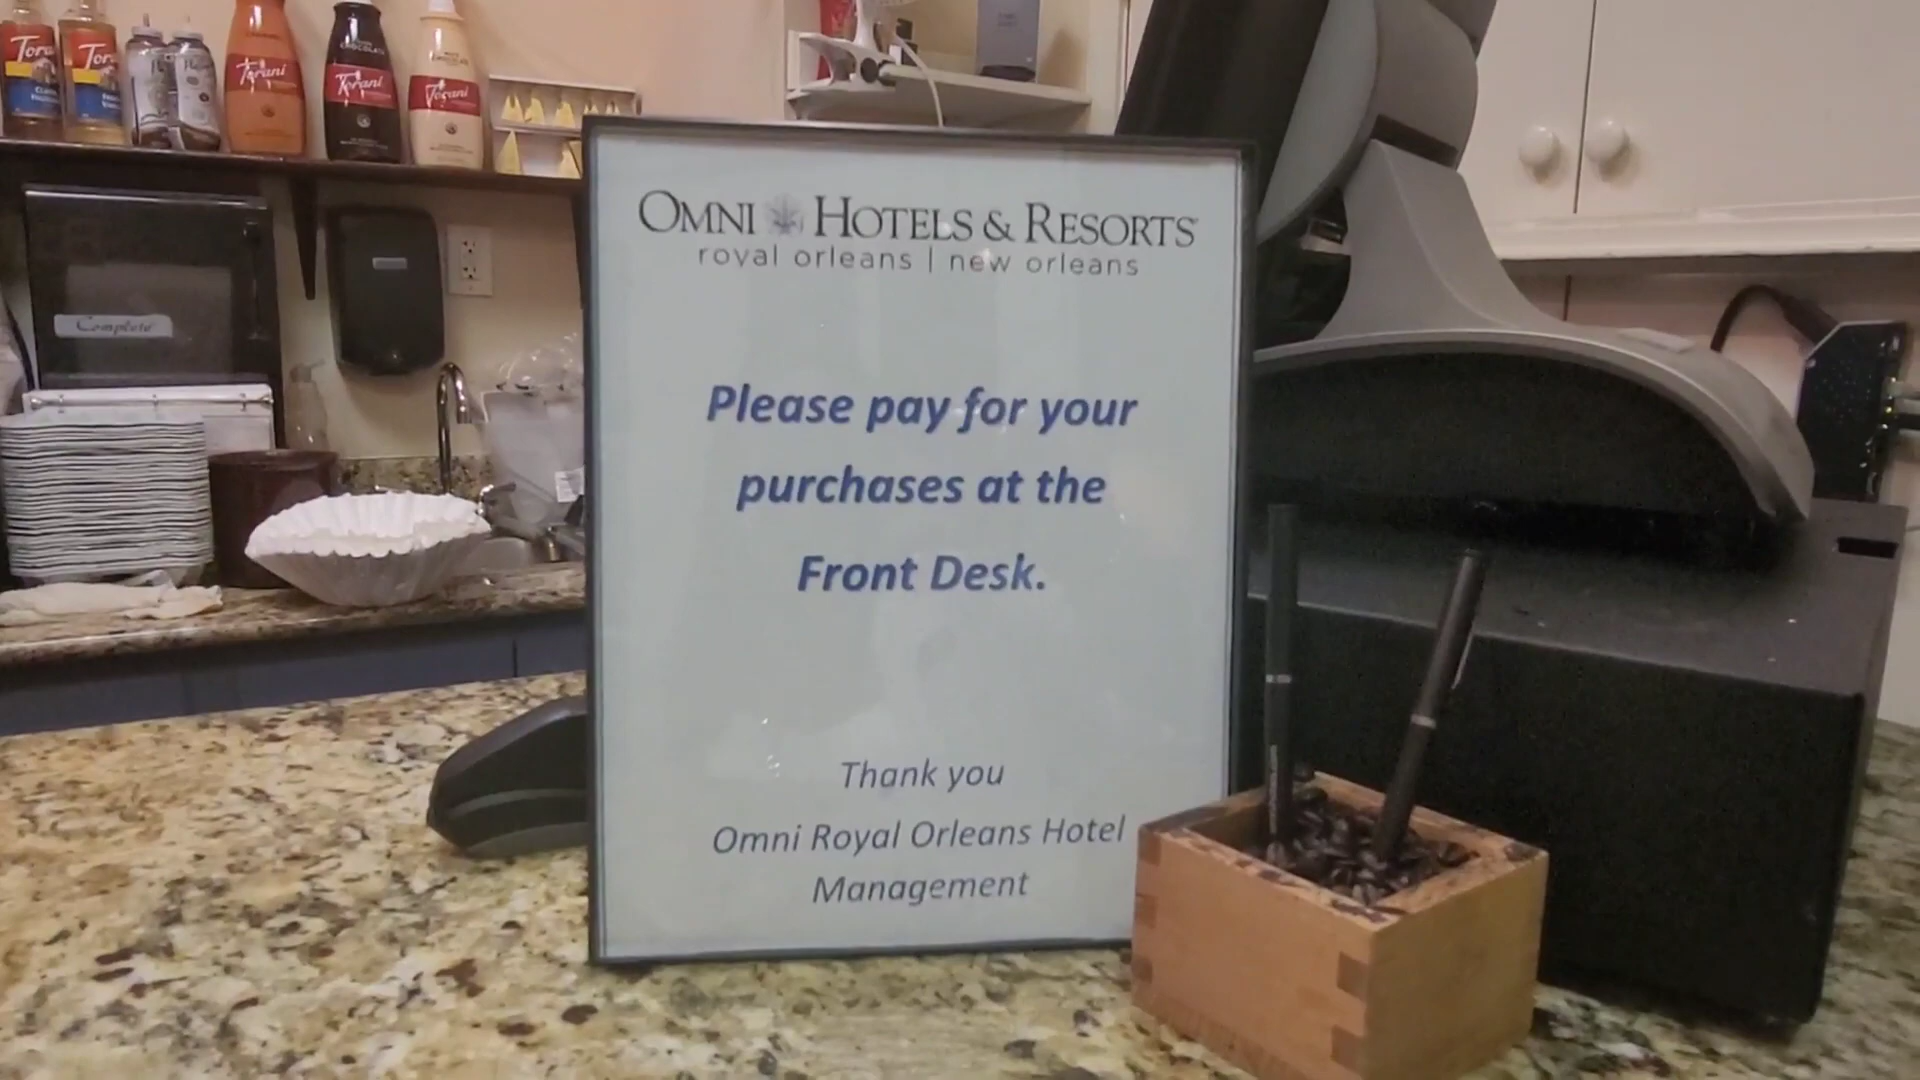 Torani
Torani
Torani
CHOCOLATE
Torani
Complete
OMNI HOTELS & RESORTS
royal orleans | new orleans
Please pay for your
purchases at the
Front Desk.
Thank you
Omni Royal Orleans Hotel
Management